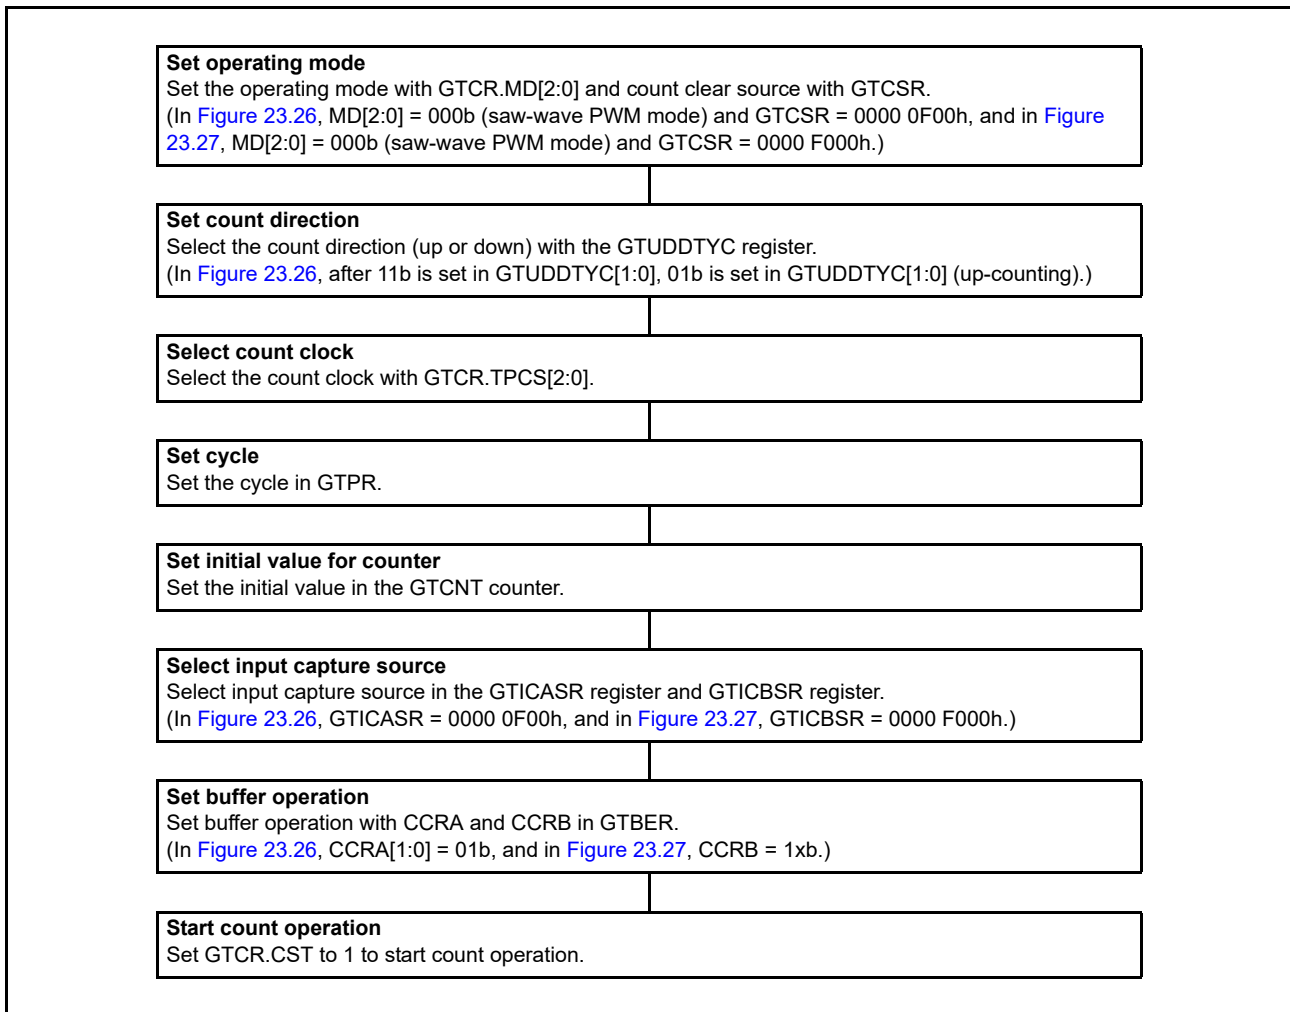 Set operating mode
Set the operating mode with GTCR.MD[2:0] and count clear source with GTCSR.
(In Figure 23.26, MD[2:0] = 000b (saw-wave PWM mode) and GTCSR = 0000 0F00h, and in Figure
23.27, MD[2:0] = 000b (saw-wave PWM mode) and GTCSR = 0000 F000h.)
Set count direction
Select the count direction (up or down) with the GTUDDTYC register.
(In Figure 23.26, after 11b is set in GTUDDTYC[1:0], 01b is set in GTUDDTYC[1:0] (up-counting).)
Select count clock
Select the count clock with GTCR.TPCS[2:0].
Set cycle
Set the cycle in GTPR.
Set initial value for counter
Set the initial value in the GTCNT counter.
Select input capture source
Select input capture source in the GTICASR register and GTICBSR register.
(In Figure 23.26, GTICASR = 0000 0F00h, and in Figure 23.27, GTICBSR = 0000 F000h.)
Set buffer operation
Set buffer operation with CCRA and CCRB in GTBER.
(In Figure 23.26, CCRA[1:0] = 01b, and in Figure 23.27, CCRB = 1xb.)
Start count operation
Set GTCR.CST to 1 to start count operation.